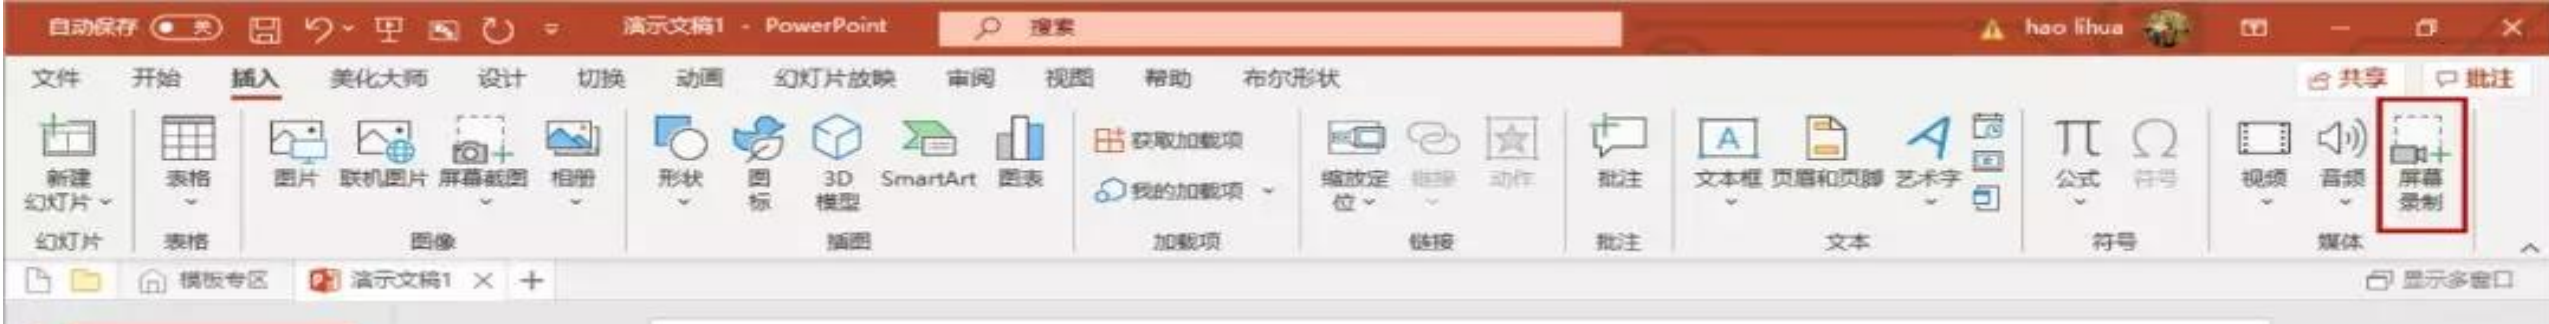 自动保存 关 演示文稿1 - PowerPoint 搜索 hao lihua
文件 开始 插入 美化大师 设计 切换 动画 幻灯片放映 审阅 视图 帮助 布尔形状 共享 批注
新建 幻灯片 表格 图片 联机图片 屏幕截图 相册 形状 图标 3D 模型 SmartArt 图表 获取加载项 我的加载项 缩放定位 链接 动作 批注 文本框 页眉和页脚 艺术字 公式 符号 视频 音频 屏幕 录制
幻灯片 表格 图像 插图 加载项 链接 批注 文本 符号 媒体
模板专区 演示文稿1 显示多窗口